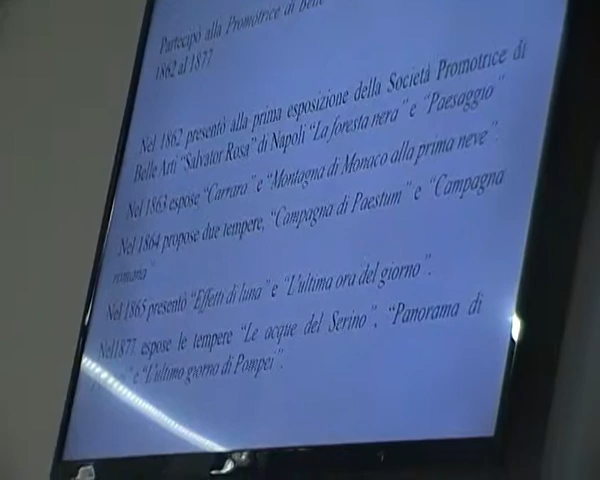 Partecipò alla Promotrice di Belle
1862 al 1877
Nel 1862 presentò alla prima esposizione della Società Promotrice di
Belle Arti "Salvator Rosa" di Napoli "La foresta nera" e "Paesaggio"
Nel 1863 espose "Carrara" e "Montagna di Monaco alla prima neve".
Nel 1864 propose due tempere, "Campagna di Paestum" e "Campagna
romana"
Nel 1865 presentò "Effetti di luna" e "L'ultima ora del giorno".
Nel1877 espose le tempere "Le acque del Serino", "Panorama di
e "L'ultimo giorno di Pompei".